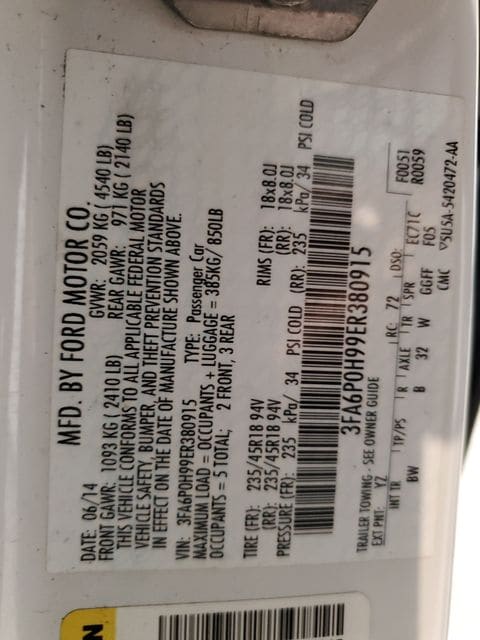 MFD. BY FORD MOTOR CO.
DATE: 06/14 GVWR: 2059 KG ( 4540 LB)
FRONT GAWR: 1093 KG ( 2410 LB) REAR GAWR: 971 KG ( 2140 LB)
THIS VEHICLE CONFORMS TO ALL APPLICABLE FEDERAL MOTOR
VEHICLE SAFETY, BUMPER, AND THEFT PREVENTION STANDARDS
IN EFFECT ON THE DATE OF MANUFACTURE SHOWN ABOVE.
VIN: 3FA6P0H99ER380915 TYPE: Passenger Car
MAXIMUM LOAD = OCCUPANTS + LUGGAGE = 385KG/ 850LB
OCCUPANTS = 5 TOTAL; 2 FRONT, 3 REAR
TIRE (FR): 235/45R18 94V RIMS (FR): 18x8.0J
(RR): 235/45R18 94V (RR): 18x8.0J
PRESSURE (FR): 235 kPa/ 34 PSI COLD (RD): 235 kPa/ 34 PSI COLD
3FA6P0H99ER380915
TRAILER TOWING - SEE OWNER GUIDE F0051
EXT PNT: YZ RC: 72 DSO: R0059
INT TR TP/PS R AXLE TR SPR EC71C
BW B 32 W GGFF F05
CMC ▽5U5A-5420472-AA